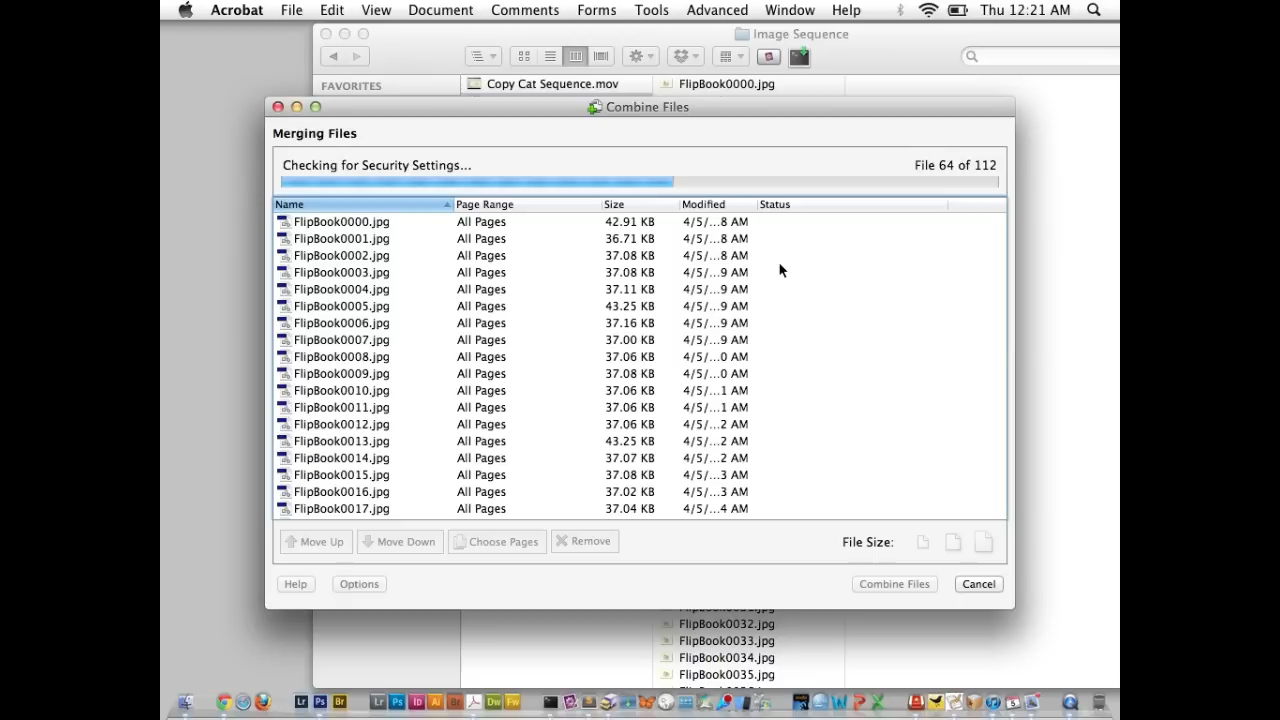 Acrobat File Edit View Document Comments Forms Tools Advanced Window Help Thu 12:21 AM
Image Sequence
FAVORITES Copy Cat Sequence.mov FlipBook0000.jpg
Combine Files
Merging Files
Checking for Security Settings... File 64 of 112
Name Page Range Size Modified Status
FlipBook0000.jpg All Pages 42.91 KB 4/5/...8 AM
FlipBook0001.jpg All Pages 36.71 KB 4/5/...8 AM
FlipBook0002.jpg All Pages 37.08 KB 4/5/...8 AM
FlipBook0003.jpg All Pages 37.08 KB 4/5/...9 AM
FlipBook0004.jpg All Pages 37.11 KB 4/5/...9 AM
FlipBook0005.jpg All Pages 43.25 KB 4/5/...9 AM
FlipBook0006.jpg All Pages 37.16 KB 4/5/...9 AM
FlipBook0007.jpg All Pages 37.00 KB 4/5/...9 AM
FlipBook0008.jpg All Pages 37.06 KB 4/5/...0 AM
FlipBook0009.jpg All Pages 37.08 KB 4/5/...0 AM
FlipBook0010.jpg All Pages 37.06 KB 4/5/...1 AM
FlipBook0011.jpg All Pages 37.06 KB 4/5/...1 AM
FlipBook0012.jpg All Pages 37.06 KB 4/5/...2 AM
FlipBook0013.jpg All Pages 43.25 KB 4/5/...2 AM
FlipBook0014.jpg All Pages 37.07 KB 4/5/...2 AM
FlipBook0015.jpg All Pages 37.08 KB 4/5/...3 AM
FlipBook0016.jpg All Pages 37.02 KB 4/5/...3 AM
FlipBook0017.jpg All Pages 37.04 KB 4/5/...4 AM
Move Up Move Down Choose Pages Remove File Size:
Help Options Combine Files Cancel
FlipBook0032.jpg
FlipBook0033.jpg
FlipBook0034.jpg
FlipBook0035.jpg
Lr Ps Br Lr Ps Id Ai Br Dw Fw